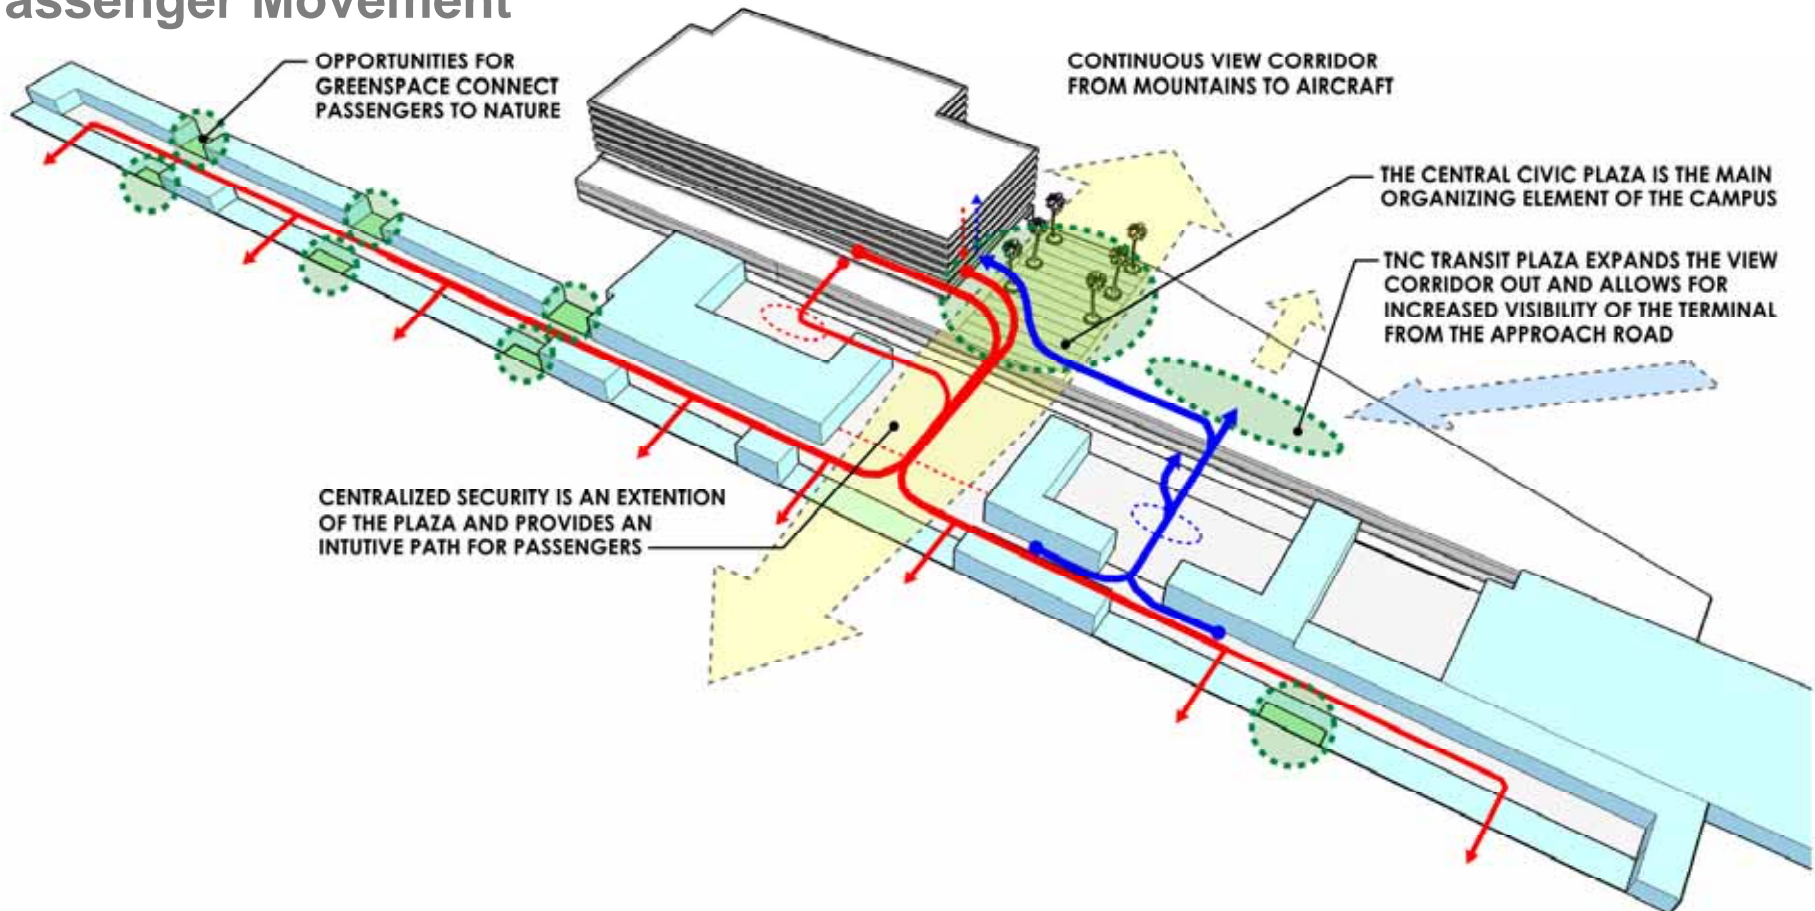 assenger Movement
OPPORTUNITIES FOR
GREENSPACE CONNECT
PASSENGERS TO NATURE
CONTINUOUS VIEW CORRIDOR
FROM MOUNTAINS TO AIRCRAFT
THE CENTRAL CIVIC PLAZA IS THE MAIN
ORGANIZING ELEMENT OF THE CAMPUS
TNC TRANSIT PLAZA EXPANDS THE VIEW
CORRIDOR OUT AND ALLOWS FOR
INCREASED VISIBILITY OF THE TERMINAL
FROM THE APPROACH ROAD
CENTRALIZED SECURITY IS AN EXTENTION
OF THE PLAZA AND PROVIDES AN
INTUTIVE PATH FOR PASSENGERS